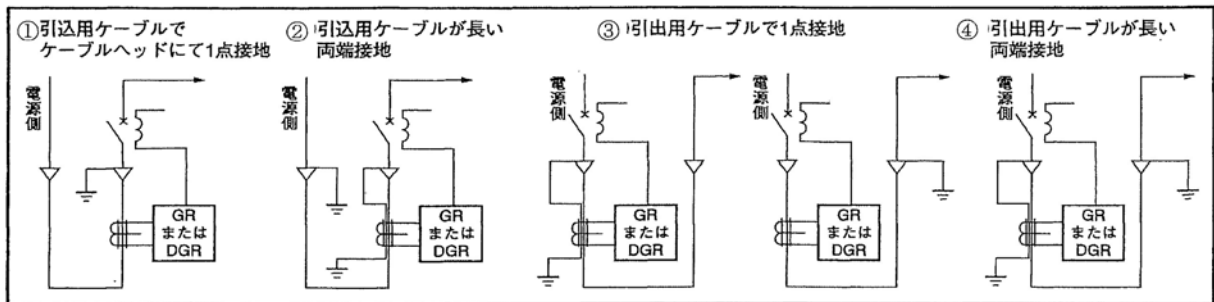 ①引込用ケーブルで
ケーブルヘッドにて1点接地
②引込用ケーブルが長い
両端接地
③引出用ケーブルで1点接地
④引出用ケーブルが長い
両端接地
電源側
GR
または
DGR
電源側
GR
または
DGR
電源側
GR
または
DGR
電源側
GR
または
DGR
電源側
GR
または
DGR